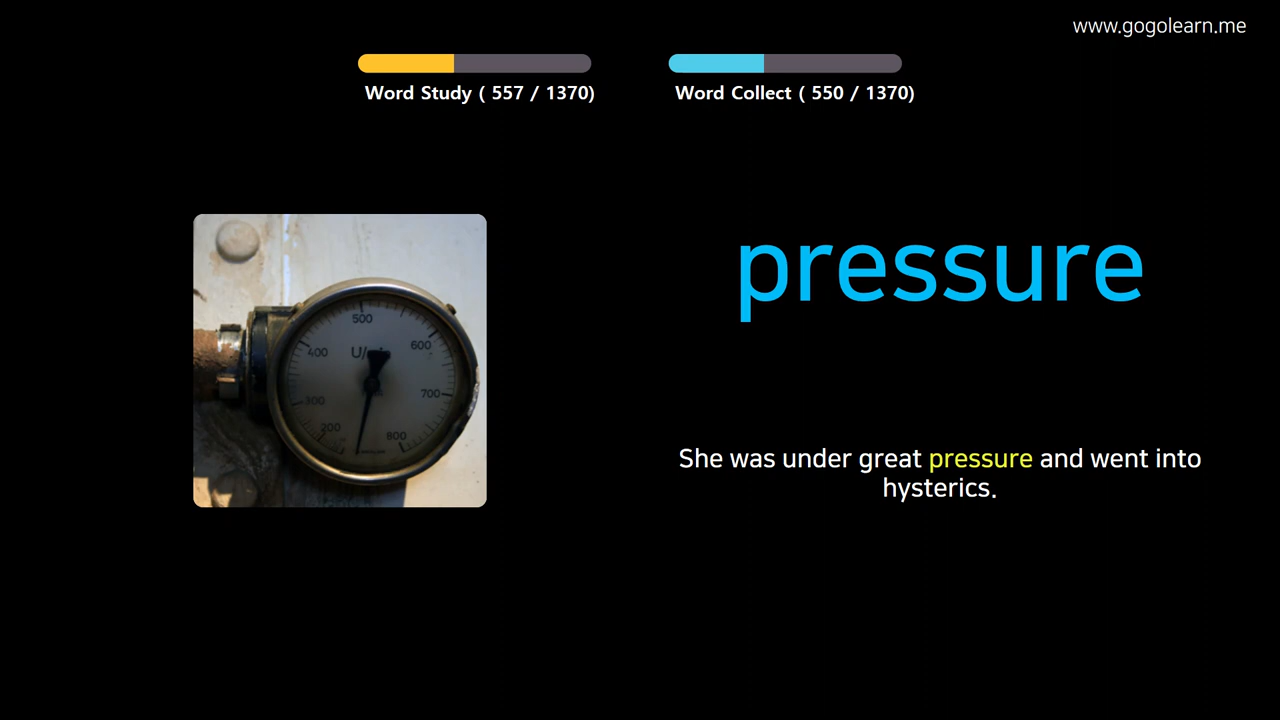 www.gogolearn.me
Word Study ( 557 / 1370)
Word Collect ( 550 / 1370)
pressure
500
400
600
700
300
200
800
She was under great pressure and went into
hysterics.